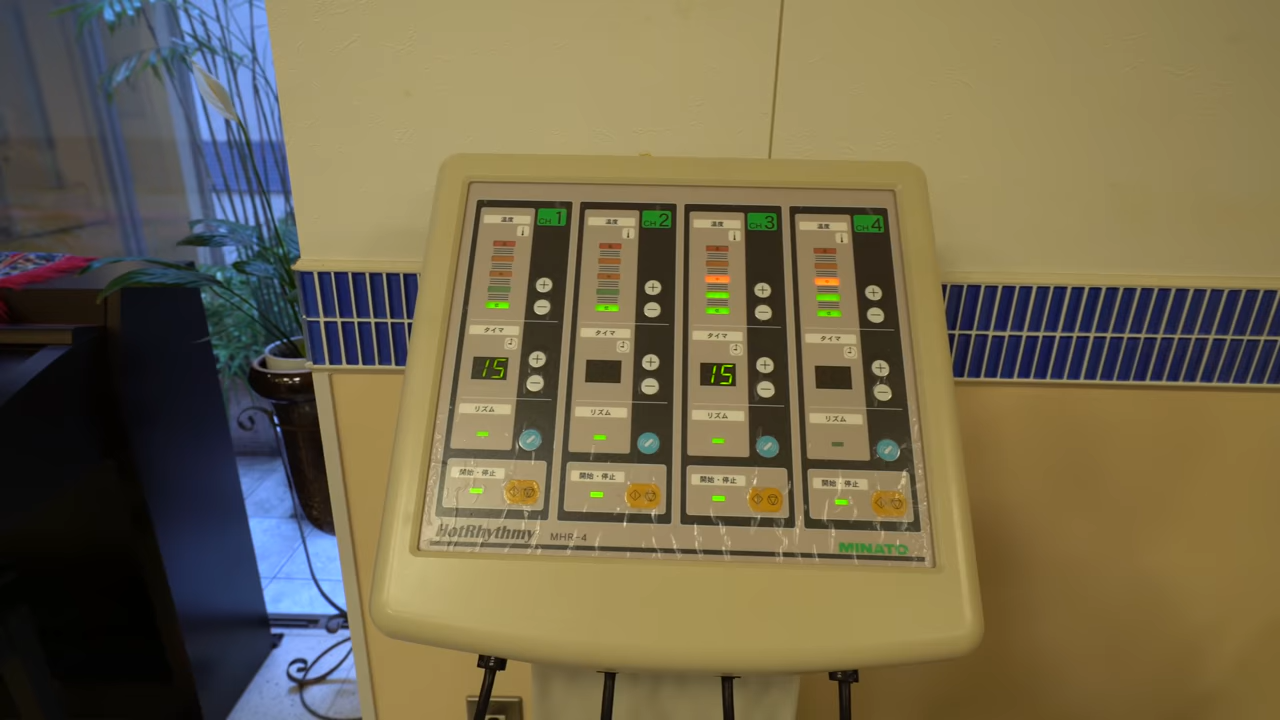 温度 CH 1
温度 CH 2
温度 CH 3
温度 CH 4
タイマ
タイマ
タイマ
タイマ
15
15
リズム
リズム
リズム
リズム
開始・停止
開始・停止
開始・停止
開始・停止
HotRhythmy MHR-4
MINATO